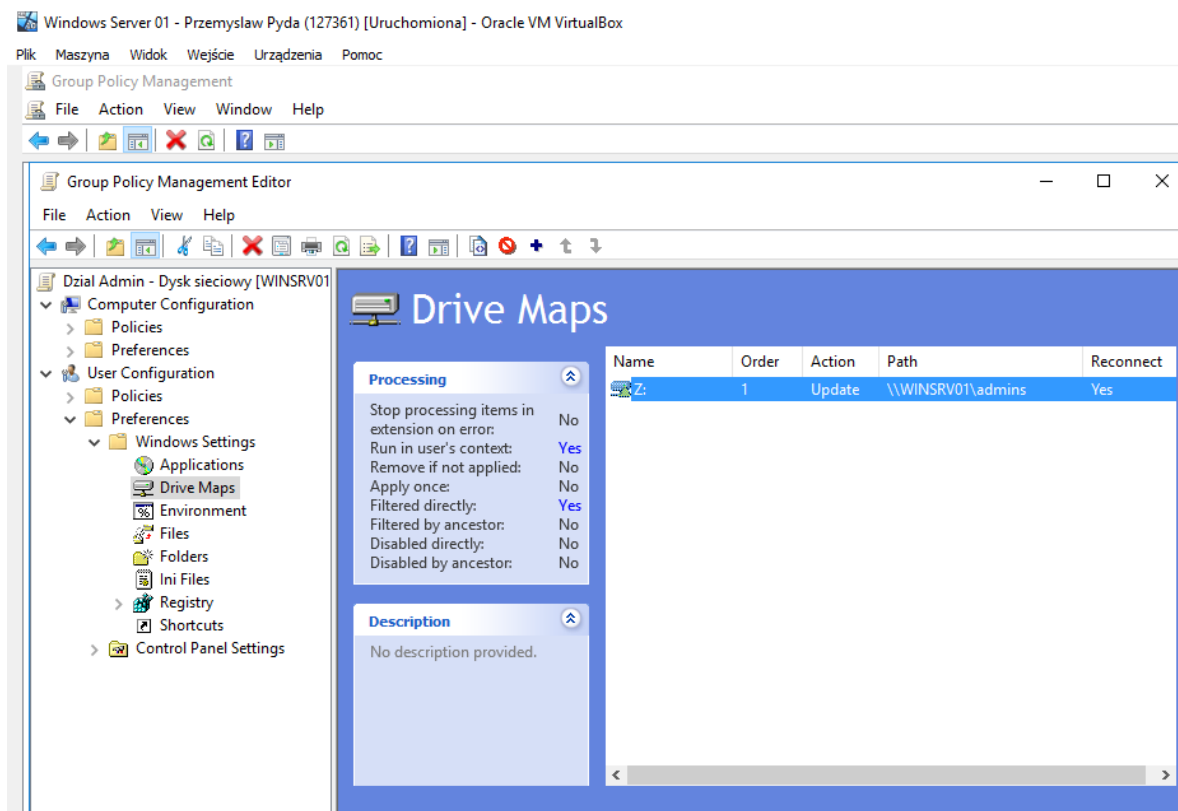 Windows Server 01 - Przemyslaw Pyda (127361) [Uruchomiona] - Oracle VM VirtualBox
Plik Maszyna Widok Wejście Urządzenia Pomoc
Group Policy Management
File Action View Window Help
Group Policy Management Editor
File Action View Help
Dzial Admin - Dysk sieciowy [WINSRV01
Computer Configuration
Policies
Preferences
User Configuration
Policies
Preferences
Windows Settings
Applications
Drive Maps
Environment
Files
Folders
Ini Files
Registry
Shortcuts
Control Panel Settings
Drive Maps
Processing
Stop processing items in extension on error: No
Run in user's context: Yes
Remove if not applied: No
Apply once: No
Filtered directly: Yes
Filtered by ancestor: No
Disabled directly: No
Disabled by ancestor: No
Description
No description provided.
Name Order Action Path Reconnect
Z: 1 Update \\WINSRV01\admins Yes